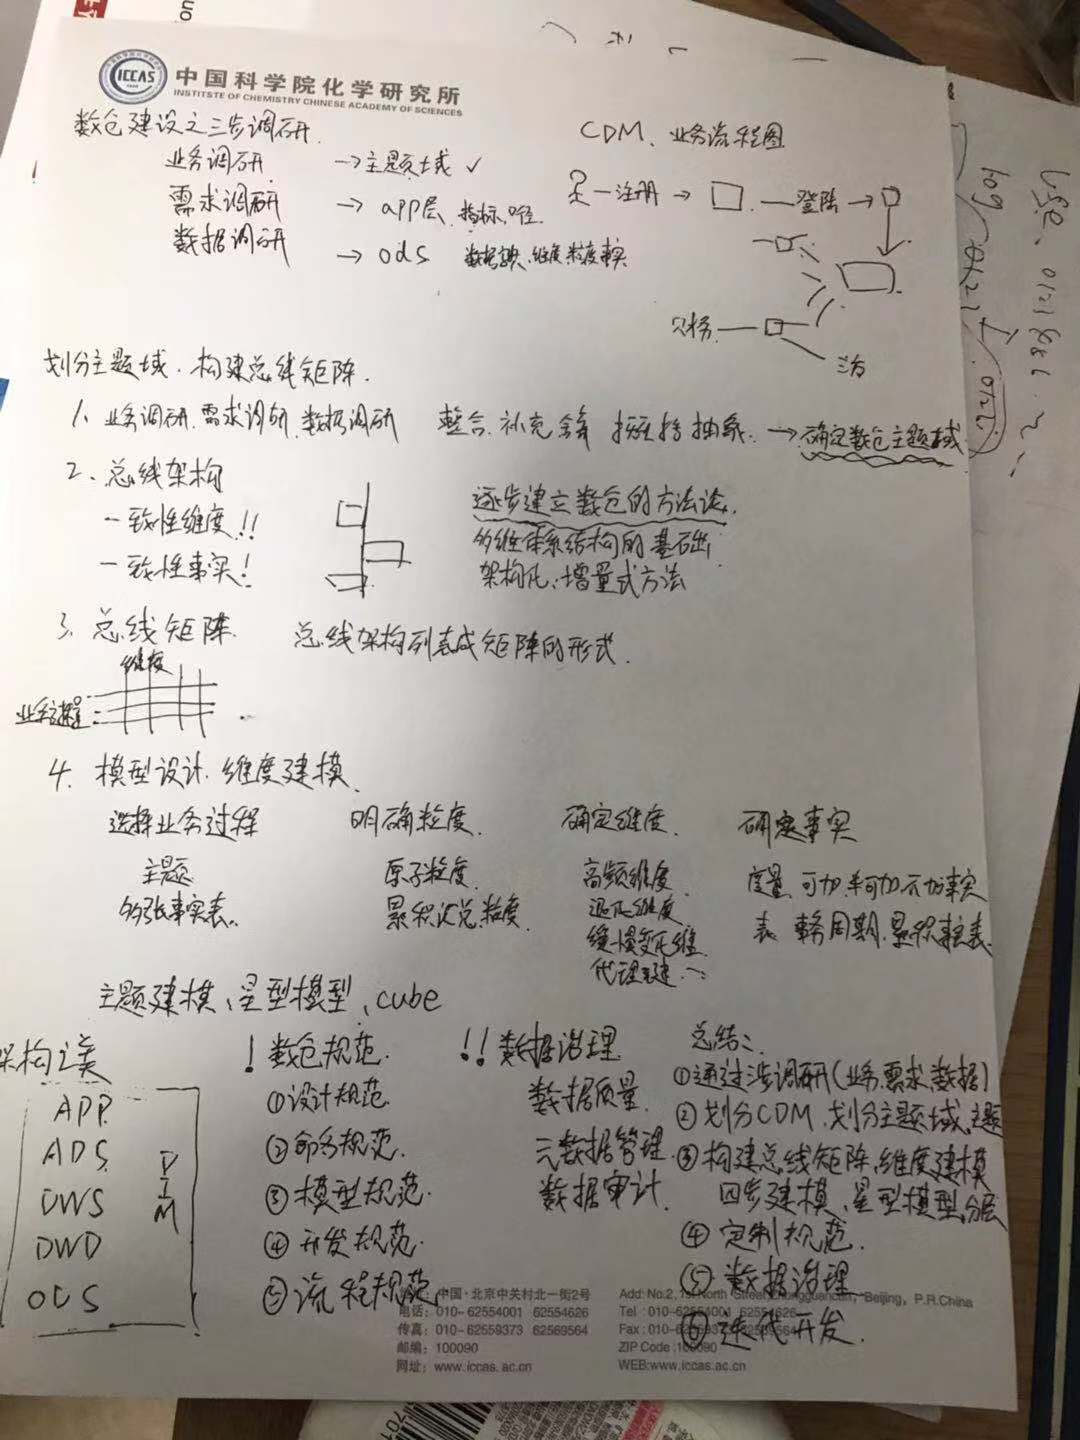 ICCAS
中国科学院化学研究所
INSTITSTE OF CHEMISTRY CHINESE ACADEMY OF SCIENCES
数仓建设之三步调研.
CDM、业务流程图
业务调研 →主题域 ✓
需求调研 → app层. 指标、口径.
数据调研 → ods 维度 粒度 事实
注册 → 登陆 →
划分主题域、构建总线矩阵.
1. 业务调研、需求调研、数据调研 整合、补充 抽象. →确定数仓主题域
2、总线架构
一致性维度!!
一致性事实!
逐步建立数仓的方法论.
多维体系结构的基石出
架构化、增量式方法
3. 总线矩阵. 总线架构列表成矩阵的形式.
维度
业务过程
4. 模型设计. 维度建模.
选择业务过程 明确粒度. 确定维度. 确定事实
主题 原子粒度. 高频维度. 度量、可加、半可加、不可加事实
多张事实表. 累积汇总粒度. 退化维度. 表 事务 周期、累积事实表.
缓慢变化维.
代理键
主题建模、星型模型、cube
架构之美
APP.
ADS
DWS
DWD
ODS
DIM
! 数仓规范.
①设计规范.
②命名规范.
③模型规范.
④开发规范.
⑤流程规范.
!! 数据治理
数据质量
元数据管理
数据审计.
总结:
①通过三步调研(业务、需求、数据)
②划分CDM、划分主题域、主题
③构建总线矩阵、维度建模
四步建模、星型模型、分层
④定制规范.
⑤数据治理
⑥迭代开发.
中国·北京中关村北一街2号
电话: 010- 62554001 62554626
传真: 010- 62559373 62569564
邮编: 100090
网址: www.iccas.ac.cn
Add: No.2, 1st North Street Zhongguancun, Beijing, P.R.China
Tel : 010-62554001 62554626
Fax : 010-62559373 62569564
ZIP Code : 100090
WEB:www.iccas.ac.cn